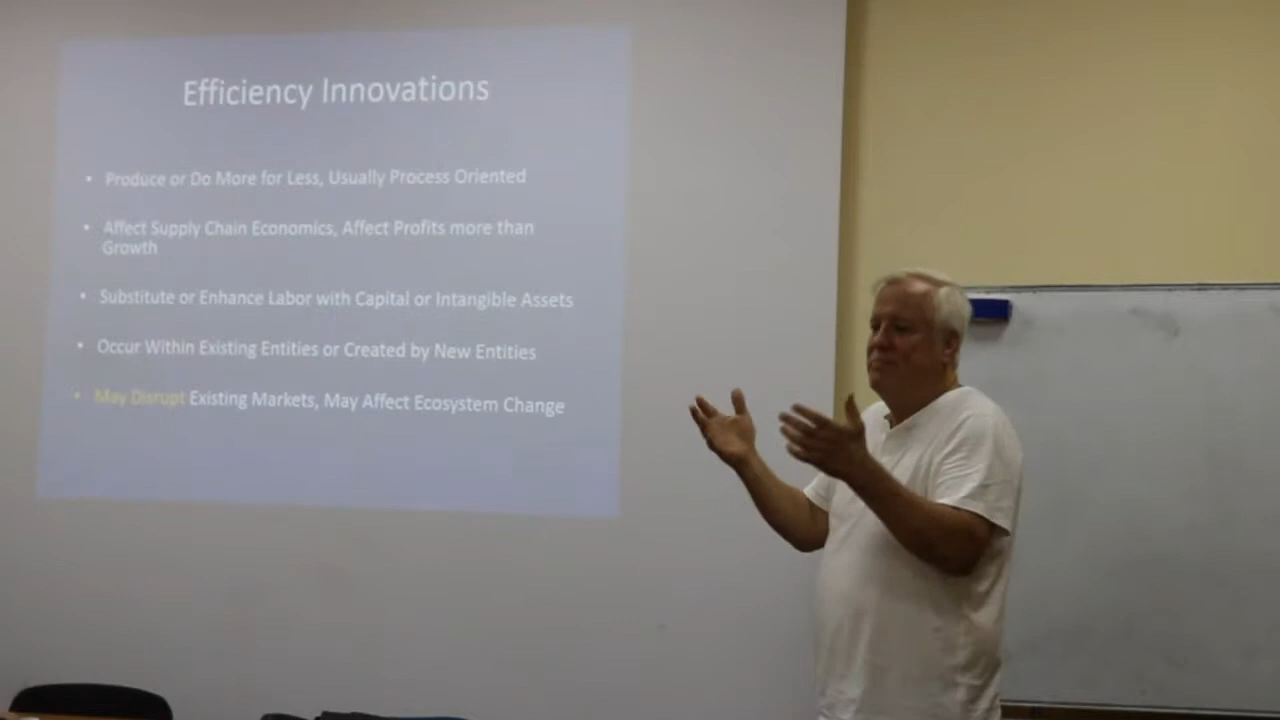 Efficiency Innovations
• Produce or Do More for Less, Usually Process Oriented
• Affect Supply Chain Economics, Affect Profits more than
Growth
• Substitute or Enhance Labor with Capital or Intangible Assets
• Occur Within Existing Entities or Created by New Entities
• May Disrupt Existing Markets, May Affect Ecosystem Change